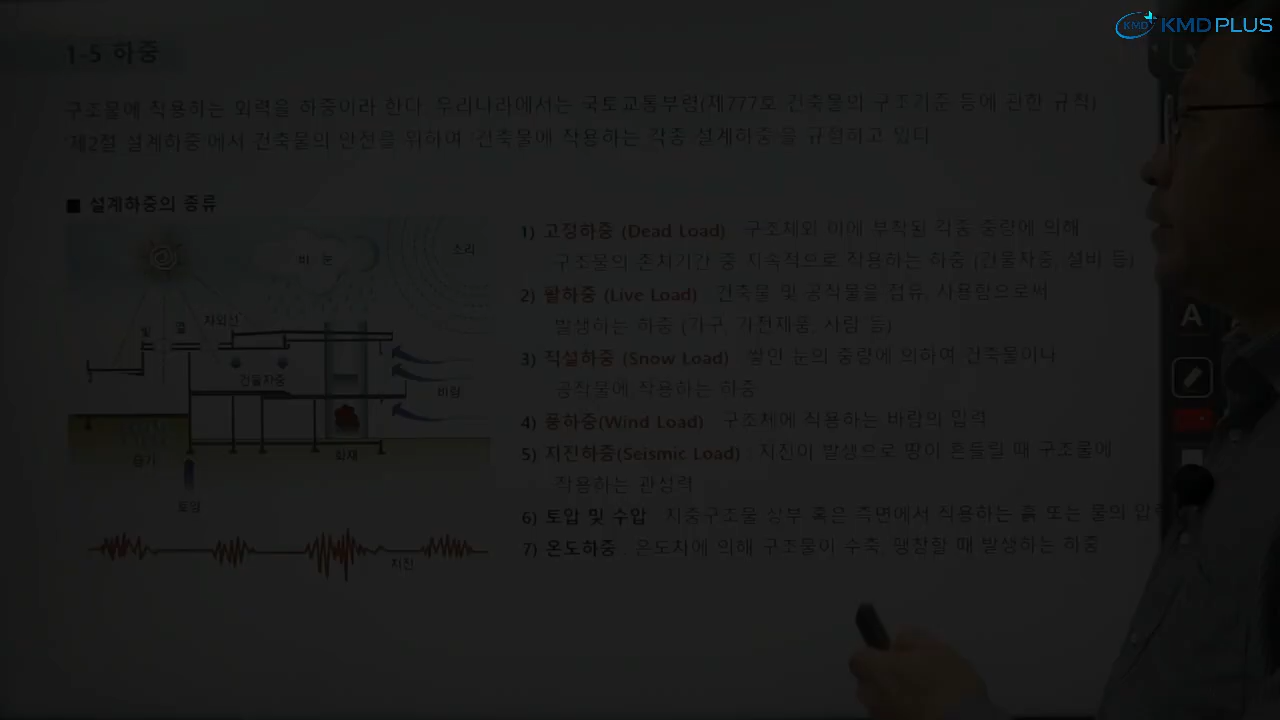 KMD KMD PLUS
1-5 하중
구조물에 작용하는 외력을 하중이라 한다. 우리나라에서는 국토교통부령(제777호 건축물의 구조기준 등에 관한 규칙)
제2절 설계하중'에서 건축물의 안전을 위하여 '건축물에 작용하는 각종 설계하중'을 규정하고 있다
■ 설계하중의 종류
비·눈
소리
빛
열
자외선
건물자중
바람
습기
화재
토압
지진
1) 고정하중 (Dead Load) : 구조체와 이에 부착된 각종 중량에 의해
구조물의 존치기간 중 지속적으로 작용하는 하중 (건물자중, 설비 등)
2) 활하중 (Live Load) : 건축물 및 공작물을 점유, 사용함으로써
발생하는 하중 (가구, 가전제품, 사람 등)
3) 적설하중 (Snow Load) : 쌓인 눈의 중량에 의하여 건축물이나
공작물에 작용하는 하중
4) 풍하중(Wind Load) : 구조체에 적용하는 바람의 압력
5) 지진하중(Seismic Load) : 지진이 발생으로 땅이 흔들릴 때 구조물에
작용하는 관성력
6) 토압 및 수압 : 지중구조물 상부 혹은 측면에서 작용하는 흙 또는 물의 압력
7) 온도하중 : 온도차에 의해 구조물이 수축, 팽창할 때 발생하는 하중
A